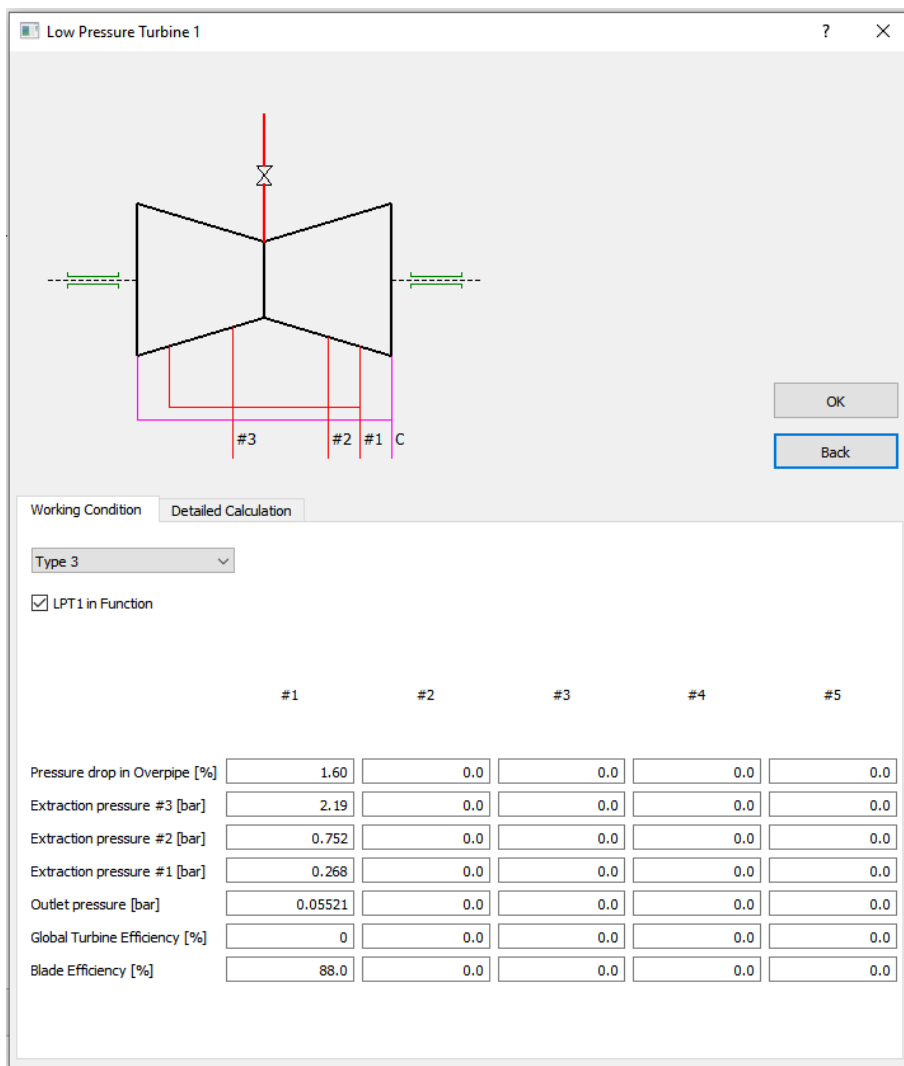 Low Pressure Turbine 1 ?
#3 #2 #1 C
OK
Back
Working Condition Detailed Calculation
Type 3
LPT1 in Function
#1 #2 #3 #4 #5
Pressure drop in Overpipe [%] 1.60 0.0 0.0 0.0 0.0
Extraction pressure #3 [bar] 2.19 0.0 0.0 0.0 0.0
Extraction pressure #2 [bar] 0.752 0.0 0.0 0.0 0.0
Extraction pressure #1 [bar] 0.268 0.0 0.0 0.0 0.0
Outlet pressure [bar] 0.05521 0.0 0.0 0.0 0.0
Global Turbine Efficiency [%] 0 0.0 0.0 0.0 0.0
Blade Efficiency [%] 88.0 0.0 0.0 0.0 0.0